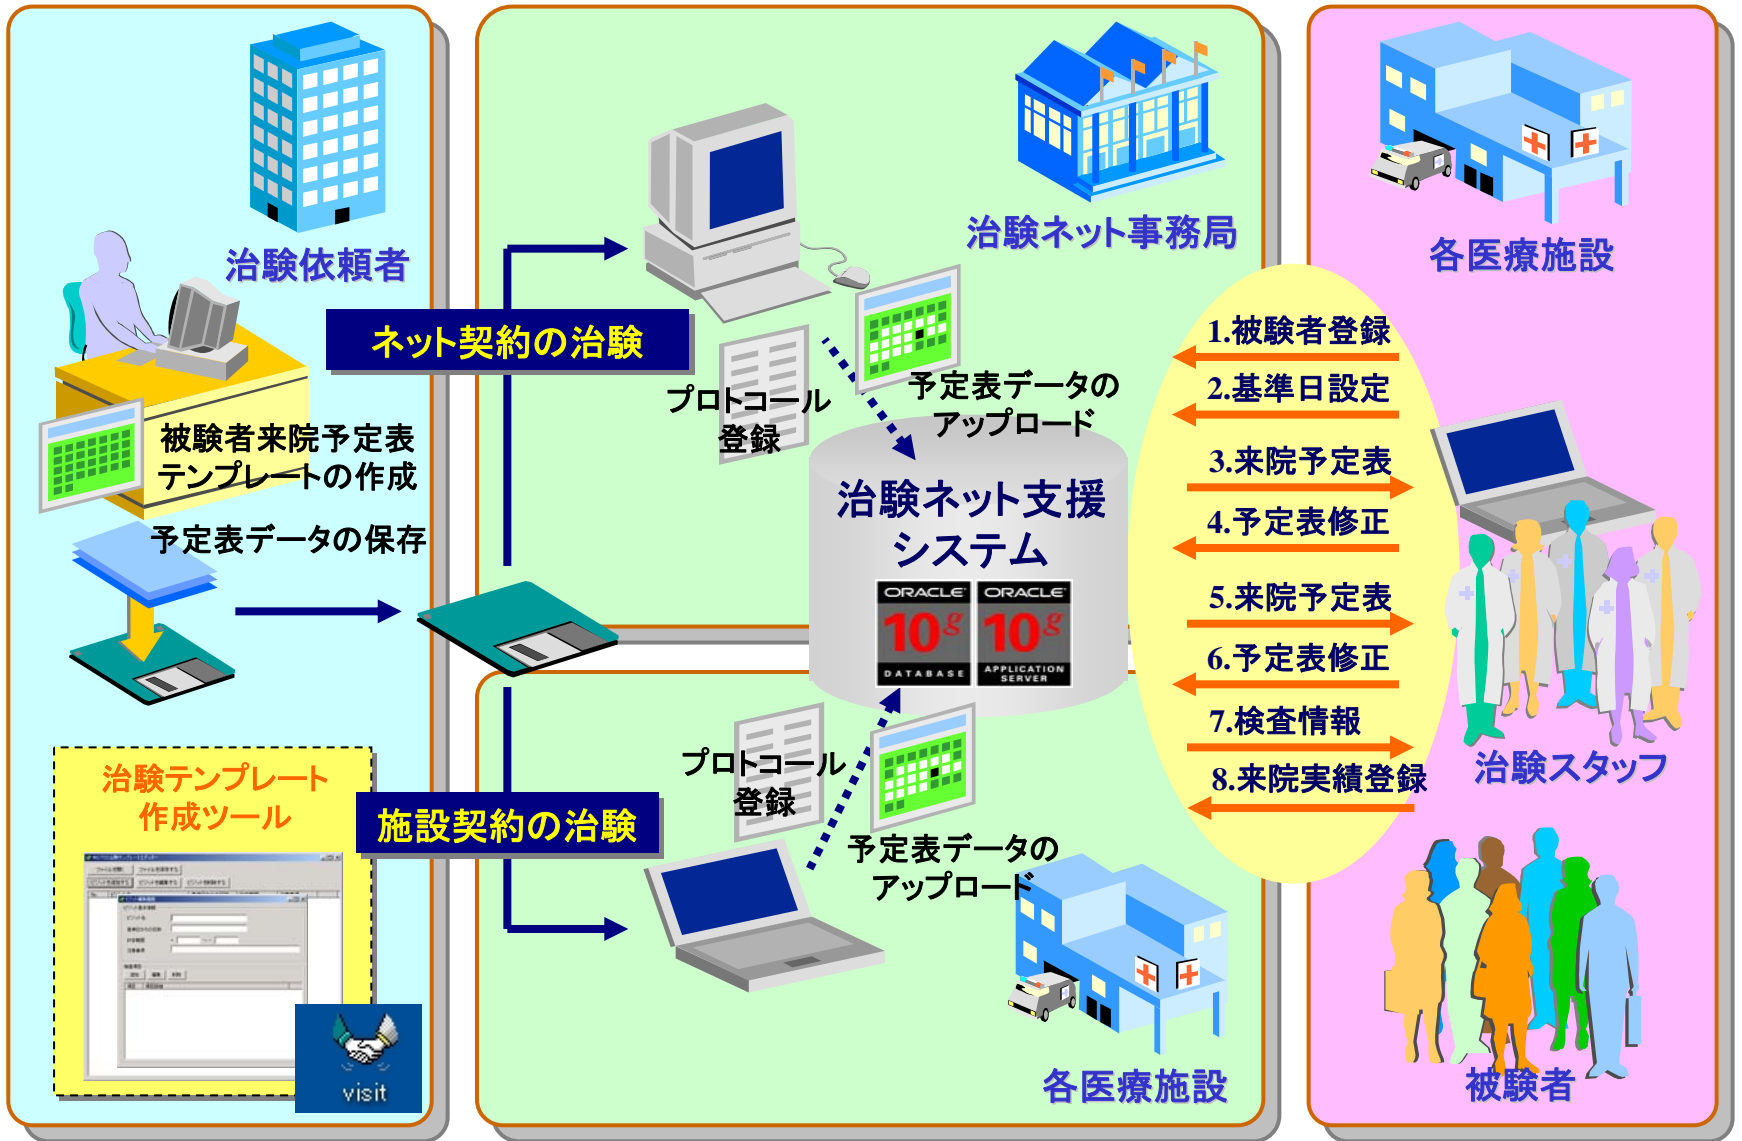 治験依頼者
被験者来院予定表
テンプレートの作成
予定表データの保存
治験テンプレート
作成ツール
visit
ネット契約の治験
施設契約の治験
治験ネット事務局
プロトコール
登録
予定表データの
アップロード
治験ネット支援
システム
ORACLE
10g
DATABASE
ORACLE
10g
APPLICATION
SERVER
プロトコール
登録
予定表データの
アップロード
各医療施設
各医療施設
1.被験者登録
2.基準日設定
3.来院予定表
4.予定表修正
5.来院予定表
6.予定表修正
7.検査情報
8.来院実績登録
治験スタッフ
被験者